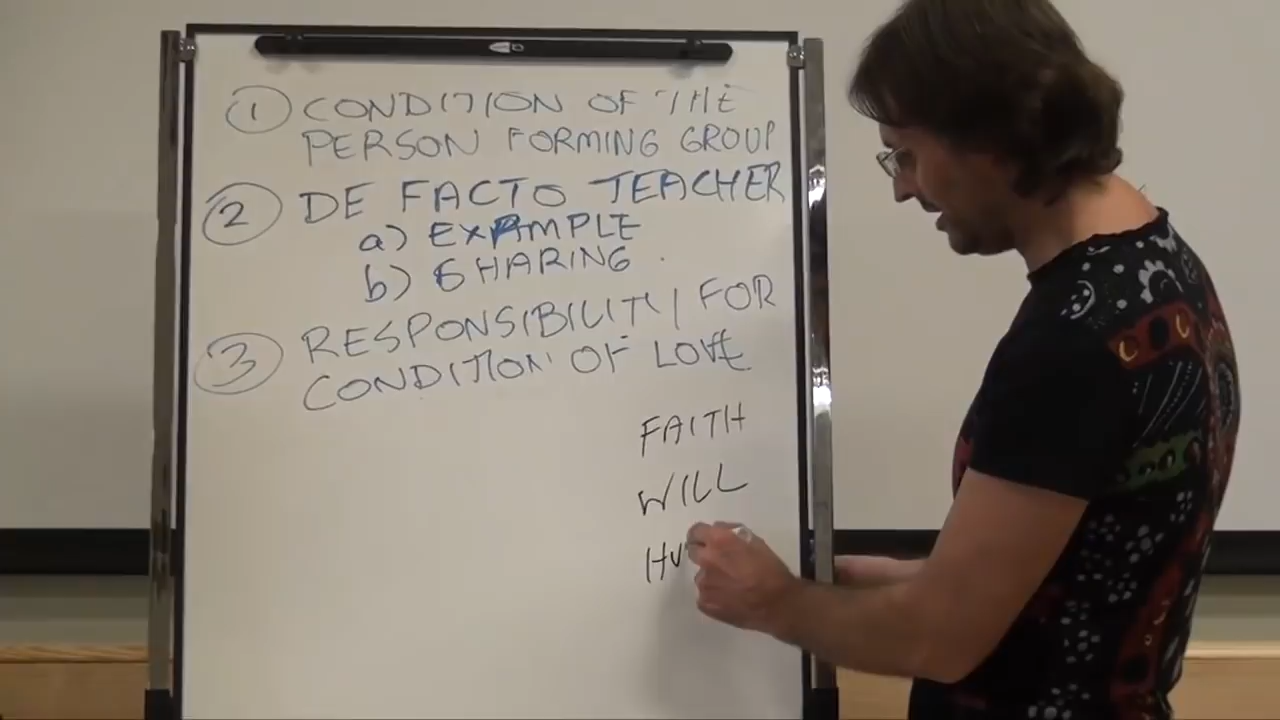 1 CONDITION OF THE
PERSON FORMING GROUP
2 DE FACTO TEACHER
a) EXAMPLE
b) SHARING
3 RESPONSIBILITY FOR
CONDITION OF LOVE
FAITH
WILL
HU